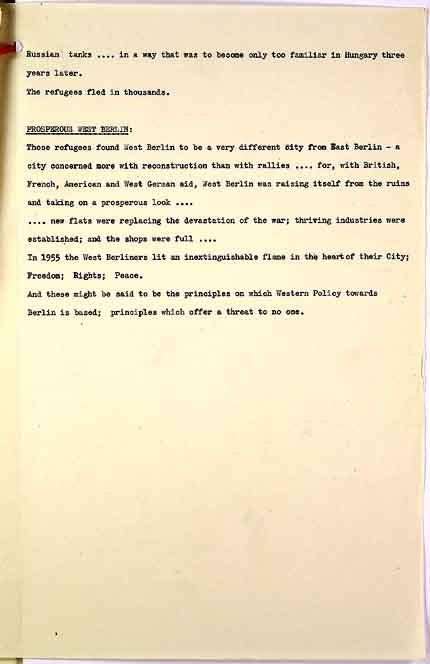 Russian tanks .... in a way that was to become only too familiar in Hungary three
years later.
The refugees fled in thousands.
PROSPEROUS WEST BERLIN:
Those refugees found West Berlin to be a very different city from East Berlin - a
city concerned more with reconstruction than with rallies .... for, with British,
French, American and West German aid, West Berlin was raising itself from the ruins
and taking on a prosperous look ....
.... new flats were replacing the devastation of the war; thriving industries were
established; and the shops were full ....
In 1955 the West Berliners lit an inextinguishable flame in the heart of their City;
Freedom; Rights; Peace.
And these might be said to be the principles on which Western Policy towards
Berlin is based; principles which offer a threat to no one.